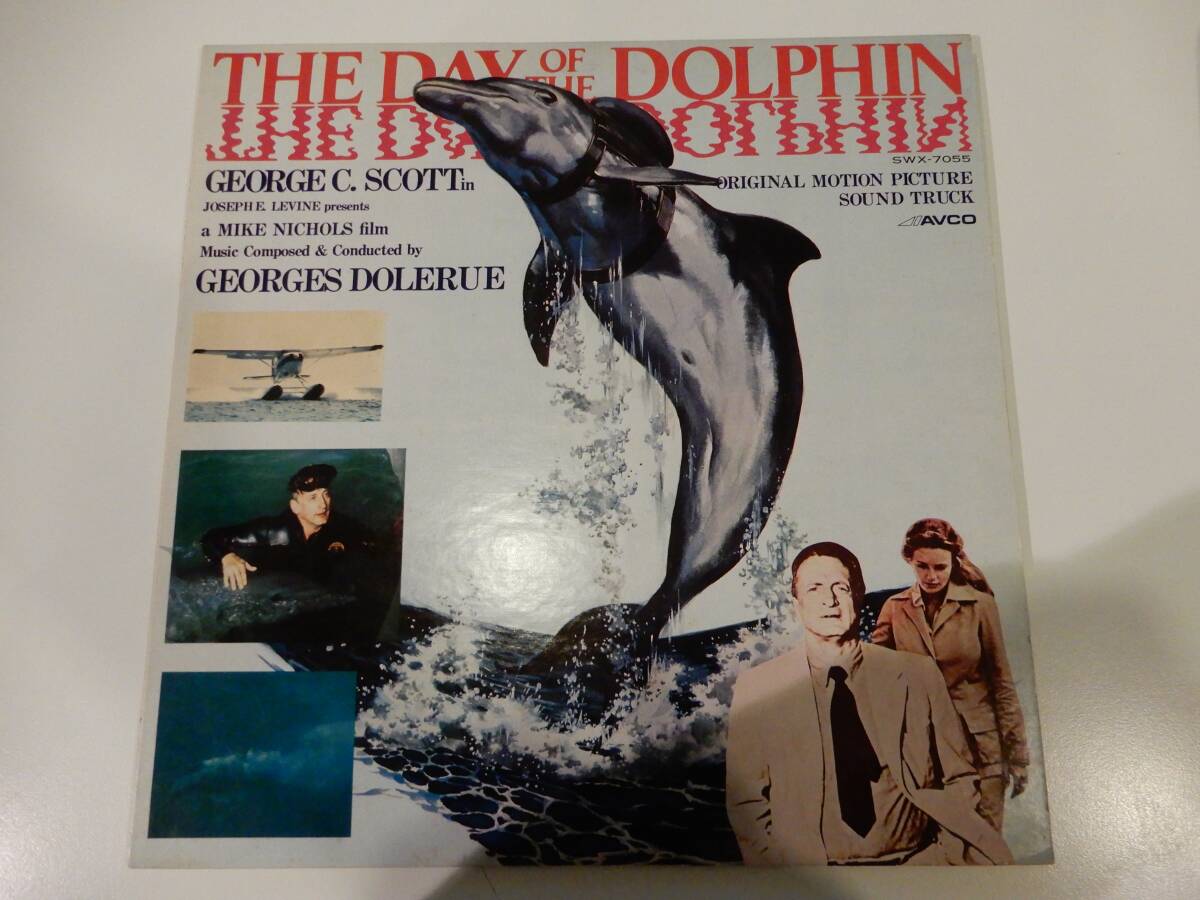 THE DAY OF THE DOLPHIN
SWX-7055
GEORGE C. SCOTT in
JOSEPH E. LEVINE presents
a MIKE NICHOLS film
Music Composed & Conducted by
GEORGES DOLERUE
ORIGINAL MOTION PICTURE
SOUND TRUCK
AVCO